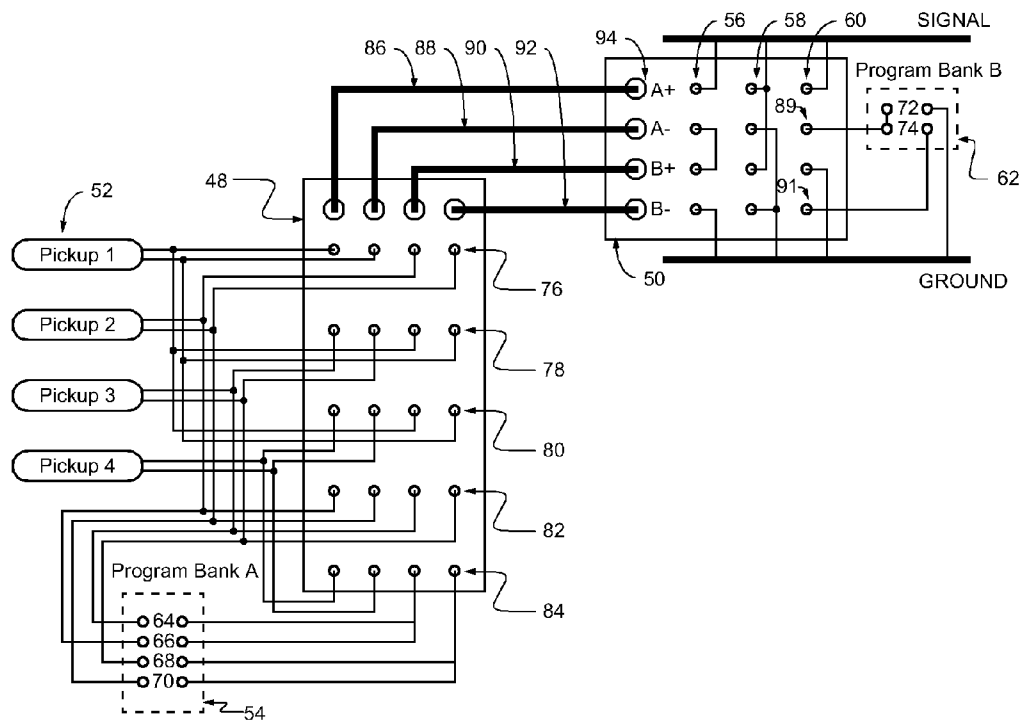 56 58 60 SIGNAL
86 88 90 92 94
Program Bank B
A+
72
89
A-
74
48
B+
62
52
91
B-
Pickup 1
50
GROUND
76
Pickup 2
78
Pickup 3
80
Pickup 4
82
Program Bank A
84
64
66
68
70
54